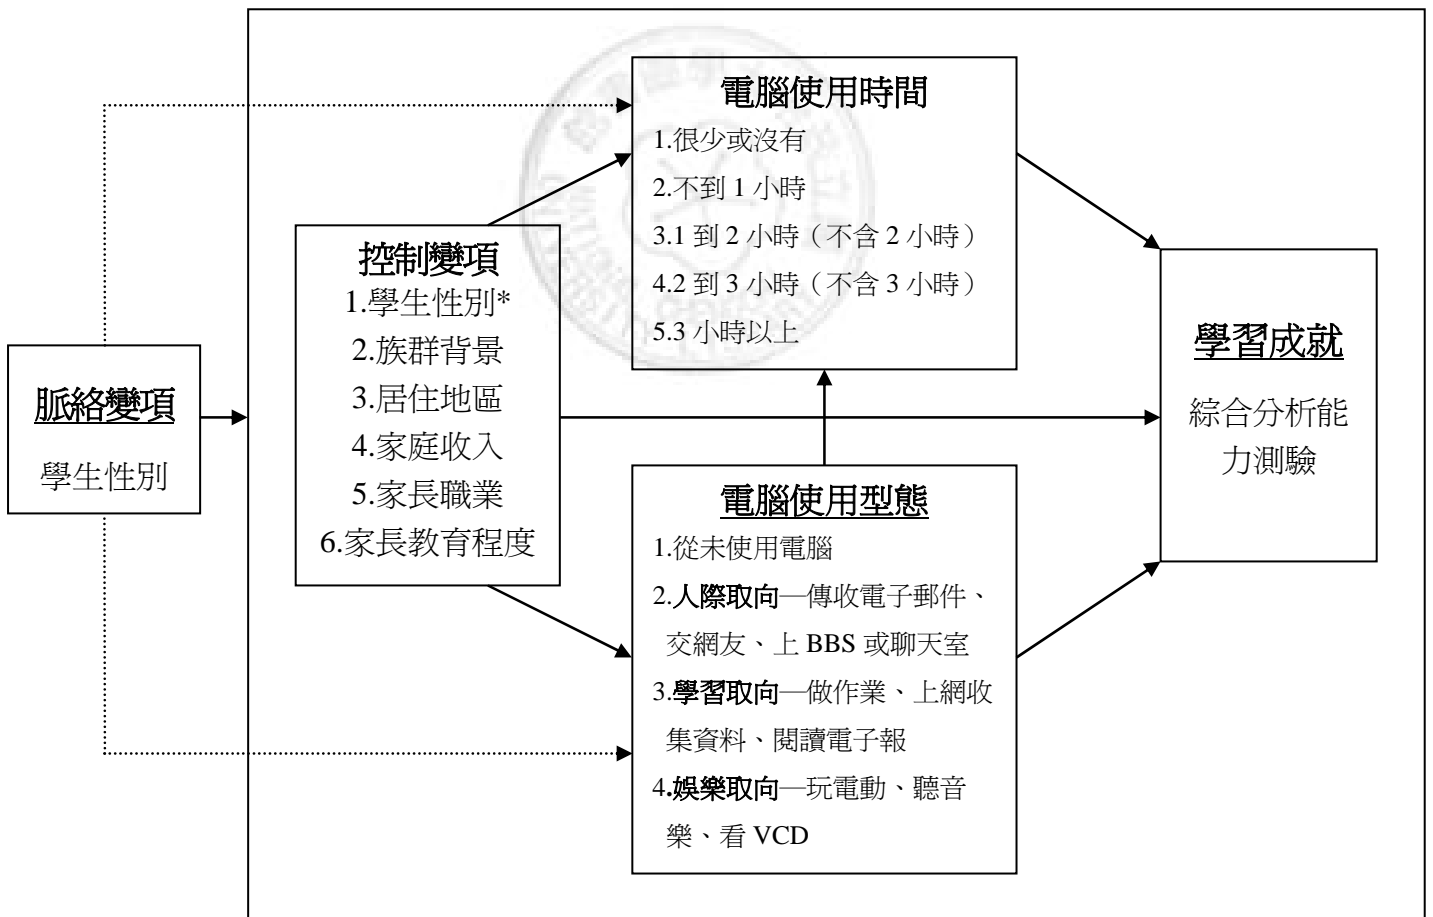 電腦使用時間
1.很少或沒有
2.不到 1 小時
3.1 到 2 小時（不含 2 小時）
4.2 到 3 小時（不含 3 小時）
5.3 小時以上
控制變項
1.學生性別*
2.族群背景
3.居住地區
4.家庭收入
5.家長職業
6.家長教育程度
脈絡變項
學生性別
學習成就
綜合分析能
力測驗
電腦使用型態
1.從未使用電腦
2.人際取向─傳收電子郵件、
交網友、上 BBS 或聊天室
3.學習取向─做作業、上網收
集資料、閱讀電子報
4.娛樂取向─玩電動、聽音
樂、看 VCD